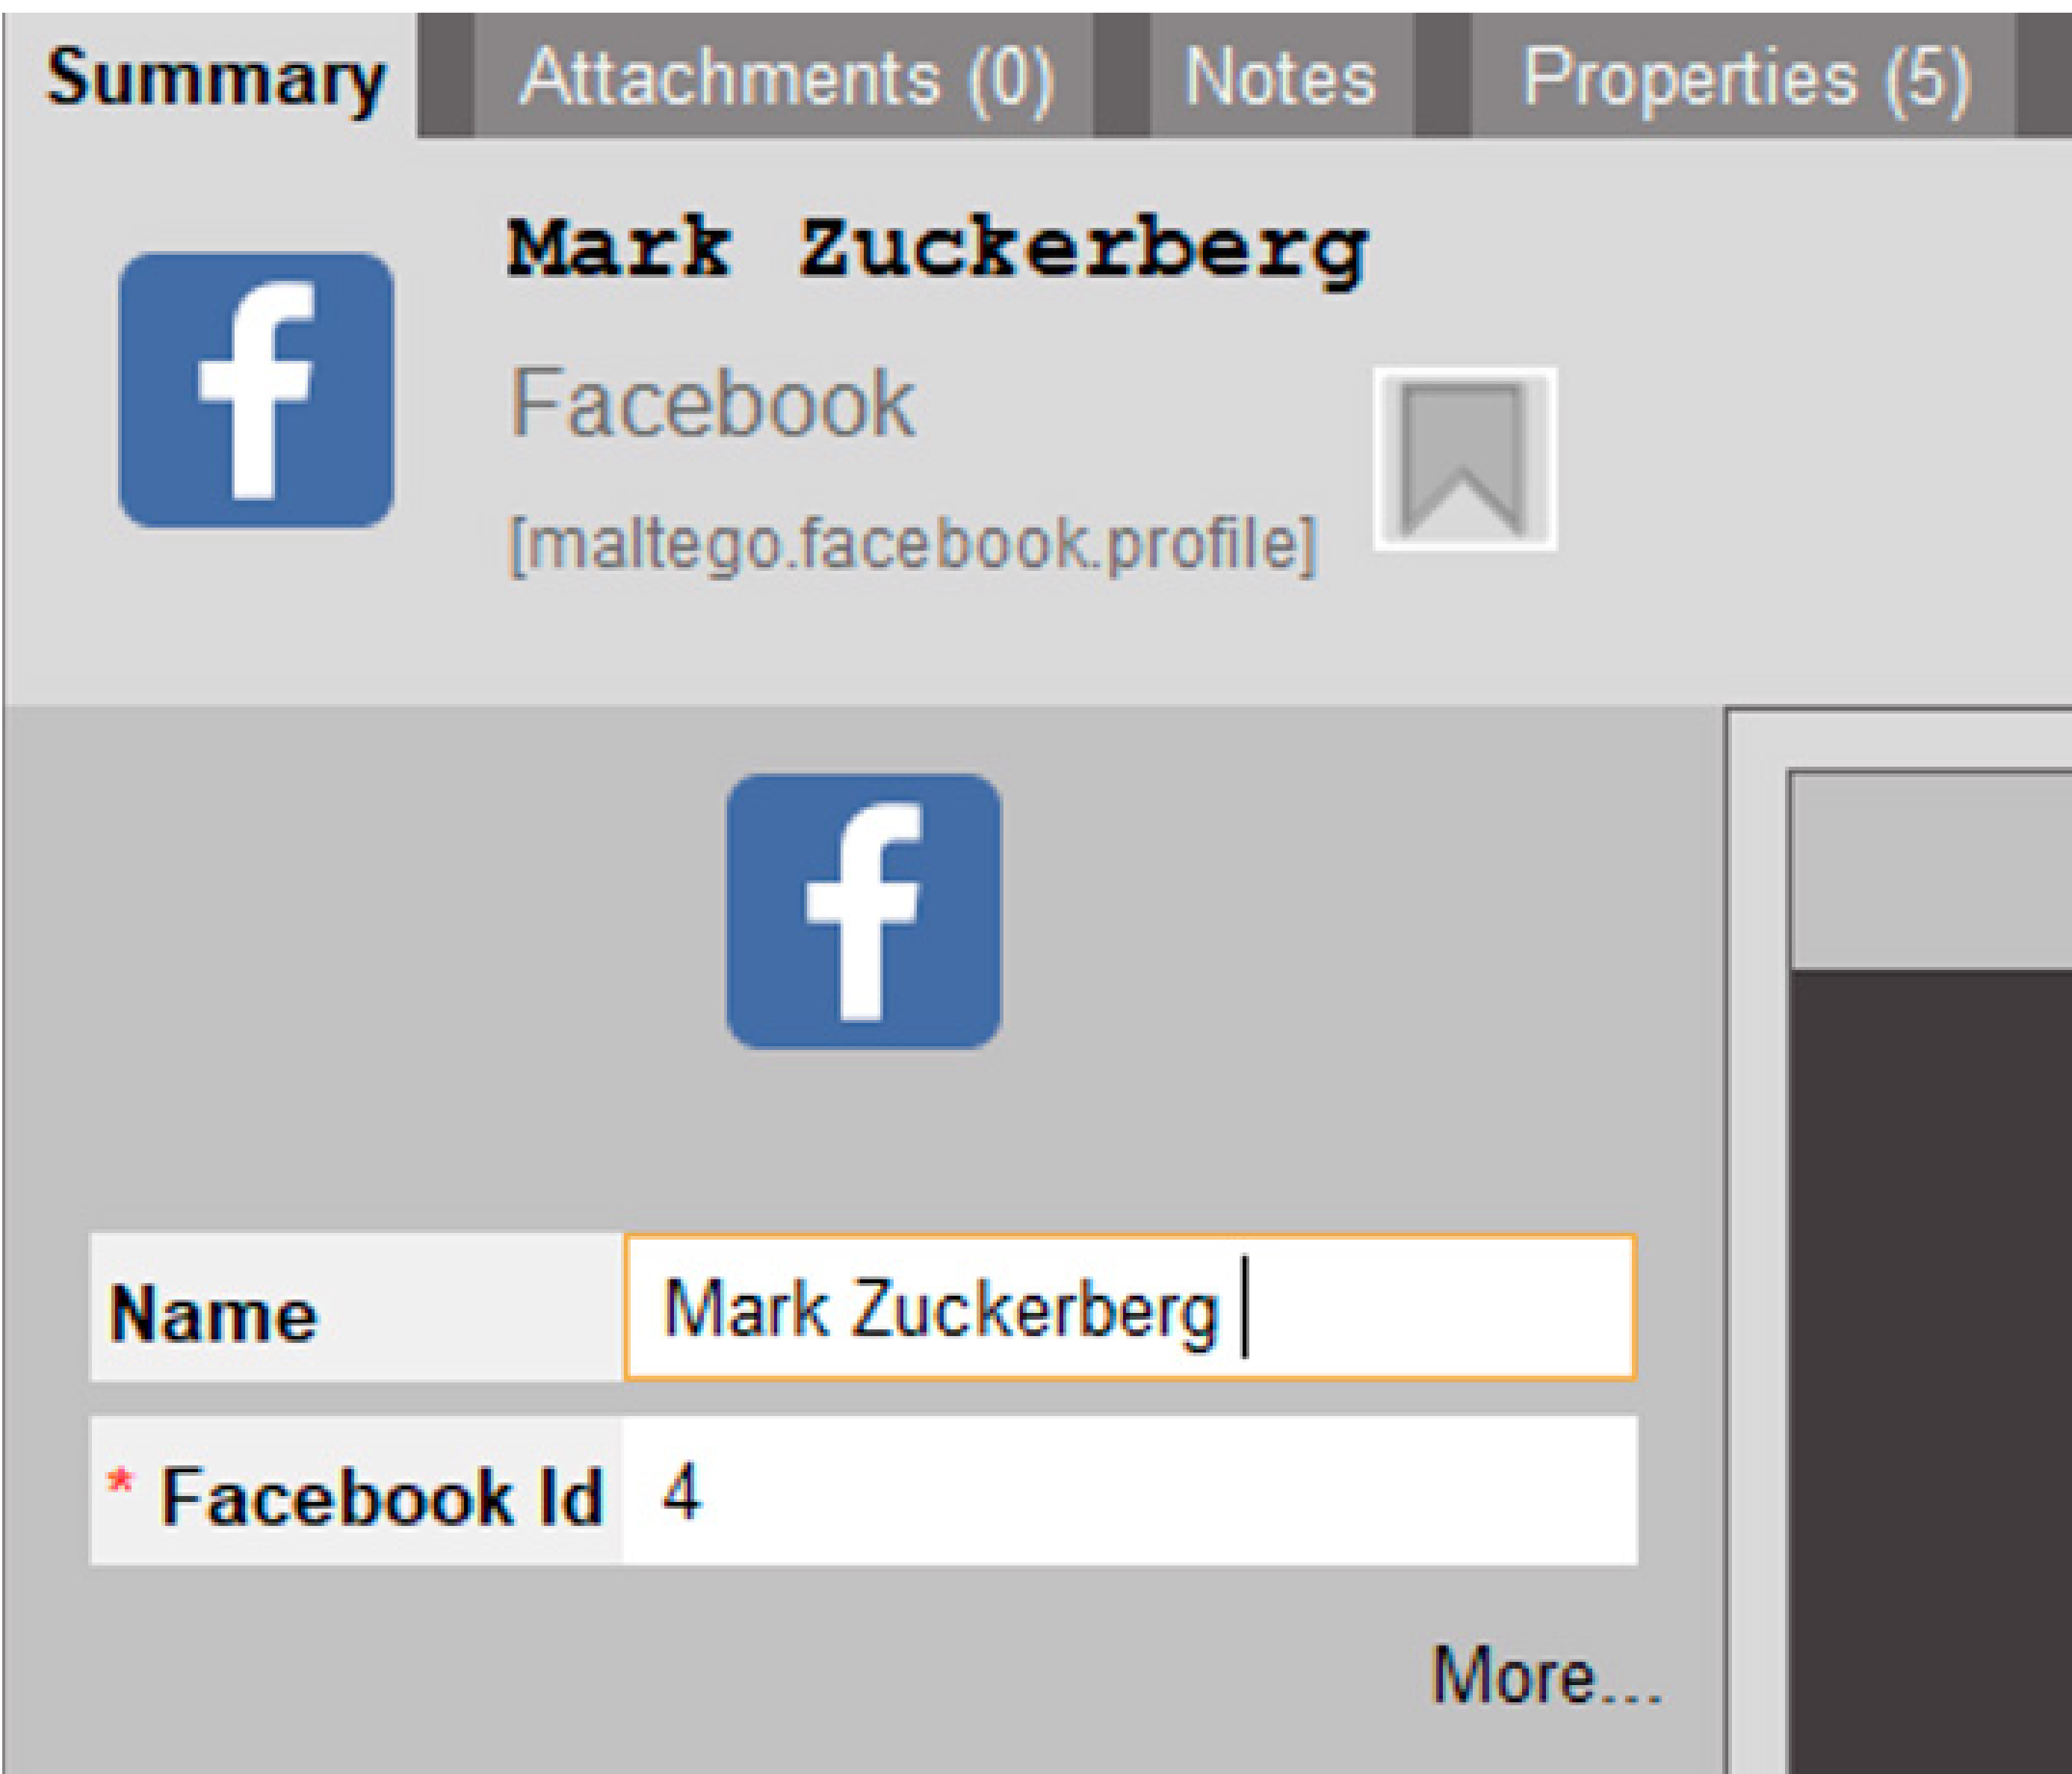 Summary Attachments (0) Notes Properties (5)
Mark Zuckerberg
Facebook
[maltego.facebook.profile]
Name Mark Zuckerberg
* Facebook Id 4
More...